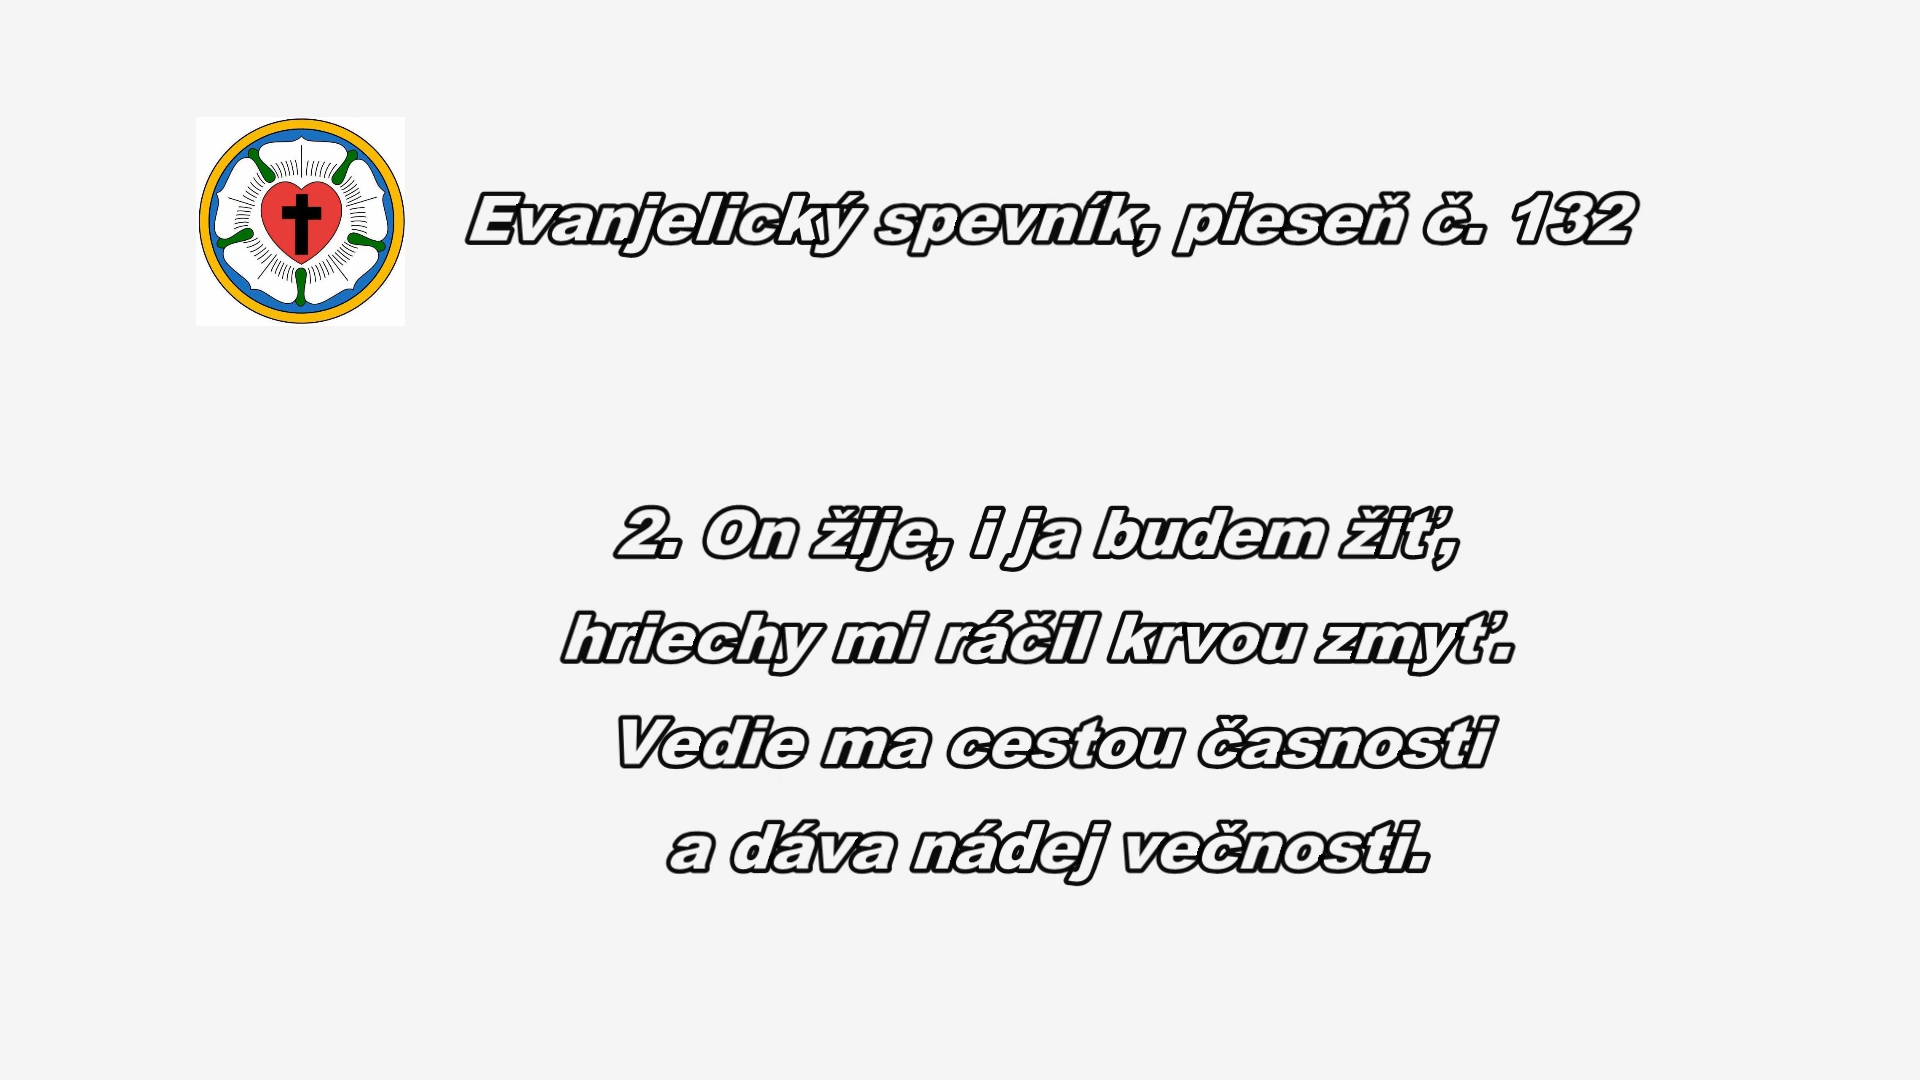 Evanjelický spevník, pieseň č. 132
2. On žije, i ja budem žiť,
hriechy mi ráčil krvou zmyť.
Vedie ma cestou časnosti
a dáva nádej večnosti.